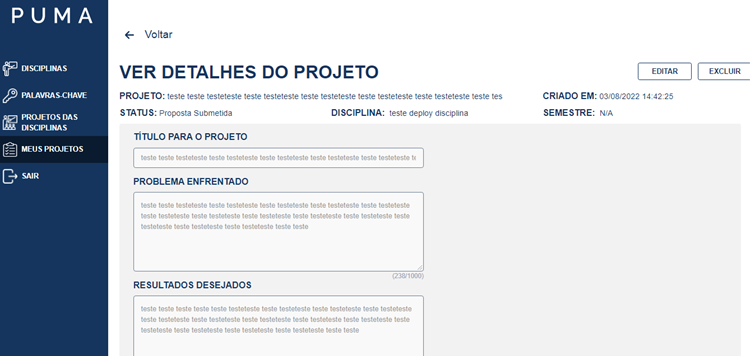 PUMA
Voltar
DISCIPLINAS
PALAVRAS-CHAVE
PROJETOS DAS
DISCIPLINAS
MEUS PROJETOS
SAIR
VER DETALHES DO PROJETO
EDITAR
EXCLUIR
PROJETO: teste teste testeteste teste testeteste teste testeteste teste testeteste teste testeteste teste testeteste teste tes
CRIADO EM: 03/08/2022 14:42:25
STATUS: Proposta Submetida
DISCIPLINA: teste deploy disciplina
SEMESTRE: N/A
TÍTULO PARA O PROJETO
teste teste testeteste teste testeteste teste testeteste teste testeteste teste testeteste te
PROBLEMA ENFRENTADO
teste teste testeteste teste testeteste teste testeteste teste testeteste teste testeteste
teste testeteste teste testeteste teste testeteste teste testeteste teste testeteste teste
testeteste teste testeteste teste testeteste teste teste
(230/1000)
RESULTADOS DESEJADOS
teste testeteste teste teste testeteste teste testeteste teste testeteste teste testeteste
teste testeteste teste testeteste teste testeteste teste testeteste teste testeteste teste
testeteste teste testeteste teste testeteste teste testeteste teste teste